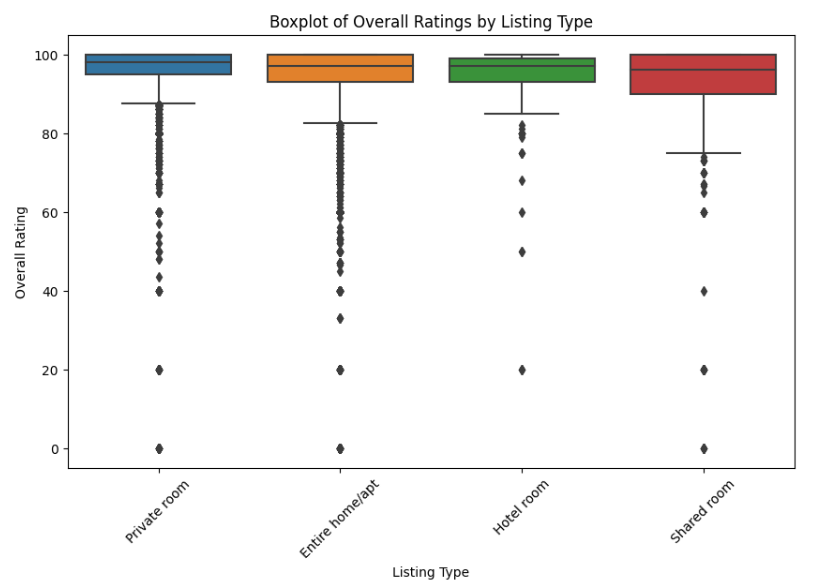 Boxplot of Overall Ratings by Listing Type
100
80
60
40
20
0
Overall Rating
Private room
Entire home/apt
Hotel room
Shared room
Listing Type